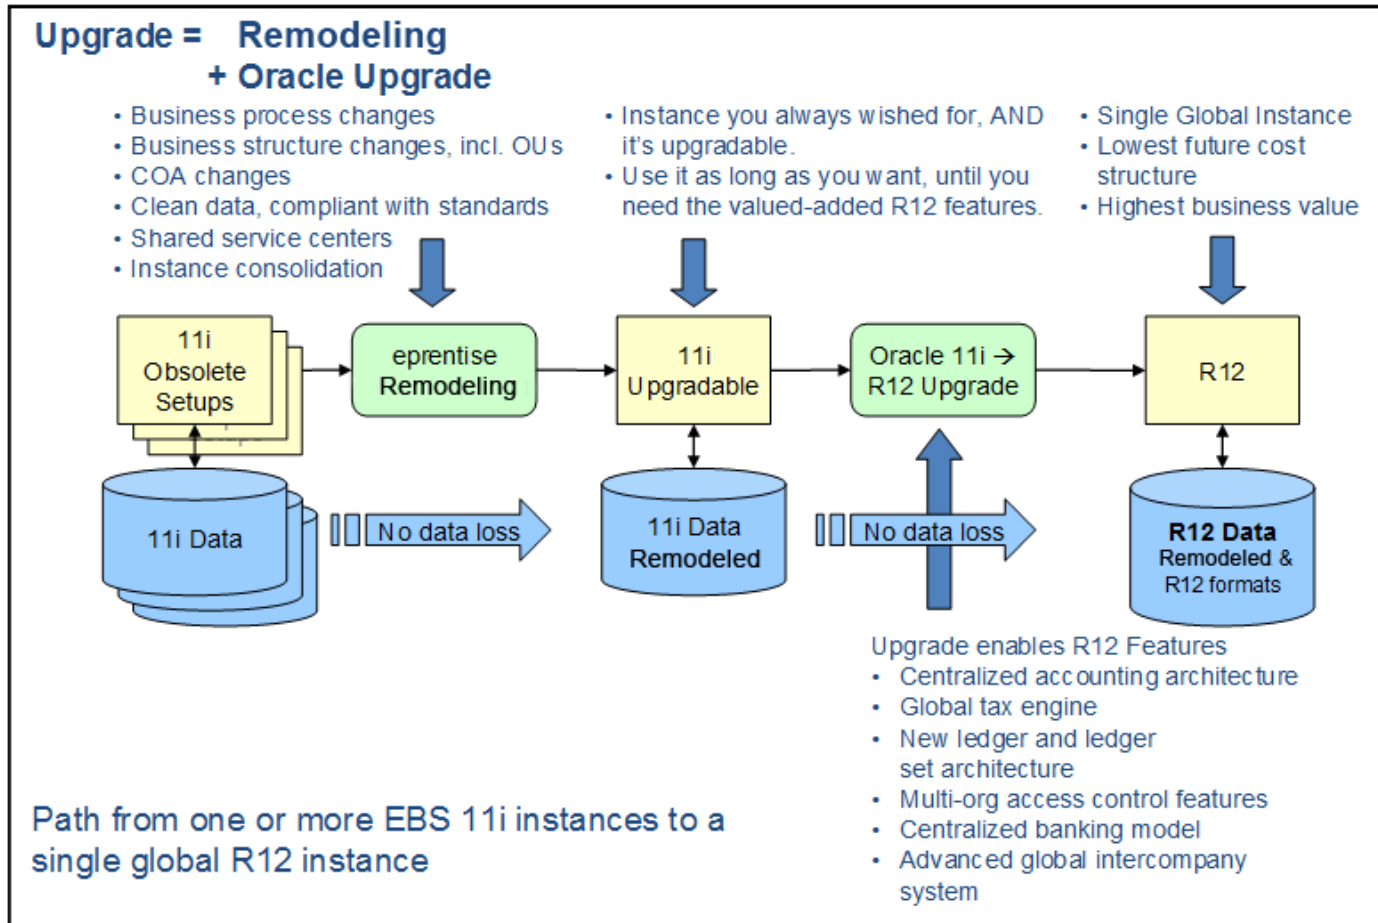 Upgrade = Remodeling
+ Oracle Upgrade
• Business process changes
• Business structure changes, incl. OUs
• COA changes
• Clean data, compliant with standards
• Shared service centers
• Instance consolidation
• Instance you always wished for, AND
it's upgradable.
• Use it as long as you want, until you
need the valued-added R12 features.
• Single Global Instance
• Lowest future cost
structure
• Highest business value
11i
Obsolete
Setups
eprentise
Remodeling
11i
Upgradable
Oracle 11i →
R12 Upgrade
R12
11i Data
No data loss
11i Data
Remodeled
No data loss
R12 Data
Remodeled &
R12 formats
Upgrade enables R12 Features
• Centralized accounting architecture
• Global tax engine
• New ledger and ledger
set architecture
• Multi-org access control features
• Centralized banking model
• Advanced global intercompany
system
Path from one or more EBS 11i instances to a
single global R12 instance